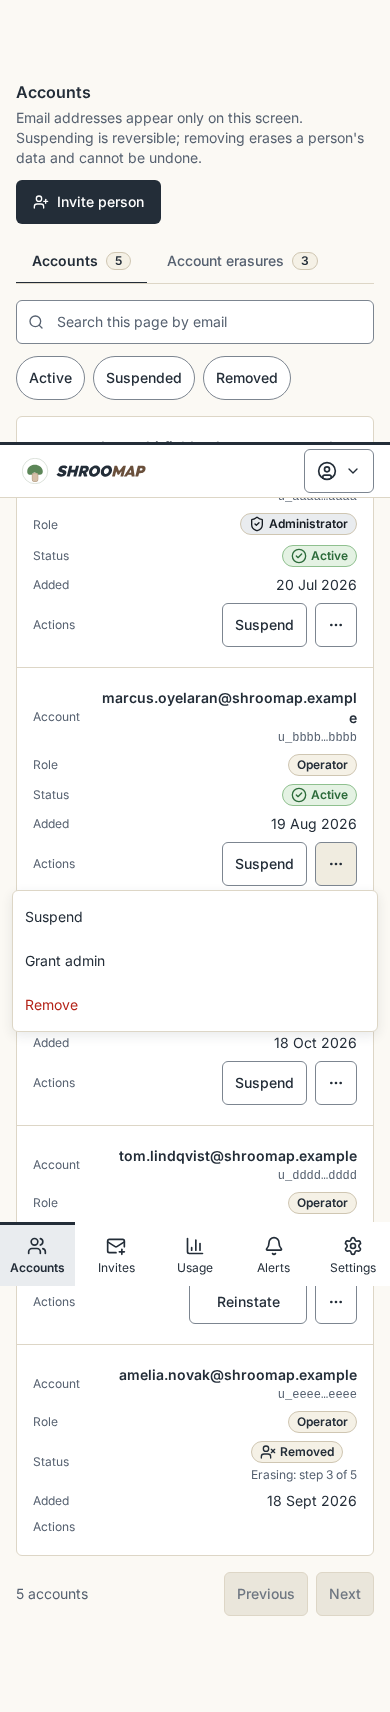 Accounts
Email addresses appear only on this screen.
Suspending is reversible; removing erases a person's
data and cannot be undone.
Invite person
Accounts 5 Account erasures 3
Search this page by email
Active Suspended Removed
SHROOMAP
Role Administrator
Status Active
Added 20 Jul 2026
Actions Suspend ...
marcus.oyelaran@shroomap.exampl
Account e
u_bbbb…bbbb
Role Operator
Status Active
Added 19 Aug 2026
Actions Suspend ...
Suspend
Grant admin
Remove
Added 18 Oct 2026
Actions Suspend ...
Account tom.lindqvist@shroomap.example
u_dddd…dddd
Role Operator
Accounts Invites Usage Alerts Settings
Actions Reinstate ...
Account amelia.novak@shroomap.example
u_eeee…eeee
Role Operator
Status Removed
Erasing: step 3 of 5
Added 18 Sept 2026
Actions
5 accounts Previous Next